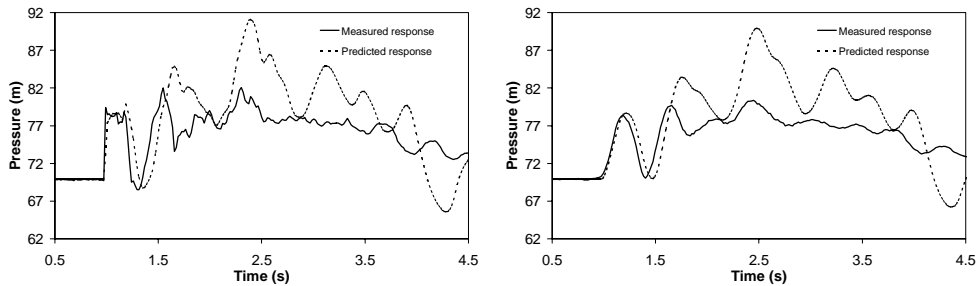 92
87
82
77
72
67
62
Pressure (m)
0.5 1.5 2.5 3.5 4.5
Time (s)
Measured response
Predicted response
92
87
82
77
72
67
62
Pressure (m)
0.5 1.5 2.5 3.5 4.5
Time (s)
Measured response
Predicted response